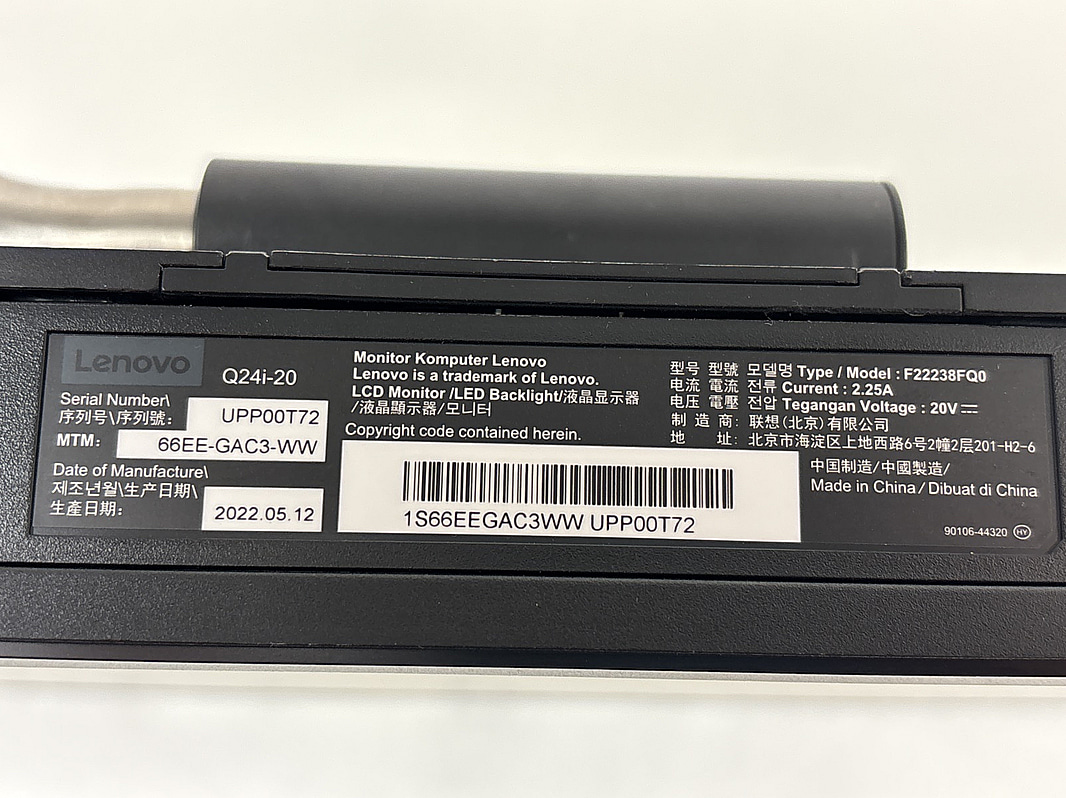 Lenovo
Q24i-20
Serial Number\
序列号\序列號:
UPP00T72
MTM:
66EE-GAC3-WW
Date of Manufacture\
제조년월\生产日期\
生產日期:
2022.05.12
Monitor Komputer Lenovo
Lenovo is a trademark of Lenovo.
LCD Monitor /LED Backlight/液晶显示器
/液晶顯示器/모니터
Copyright code contained herein.
1S66EEGAC3WW UPP00T72
型号 型號 모델명 Type / Model : F22238FQ0
电流 電流 전류 Current : 2.25A
电压 電壓 전압 Tegangan Voltage : 20V ⎓
制 造 商: 联想(北京)有限公司
地 址: 北京市海淀区上地西路6号2幢2层201-H2-6
中国制造/中國製造/
Made in China / Dibuat di China
90106-44320 HY